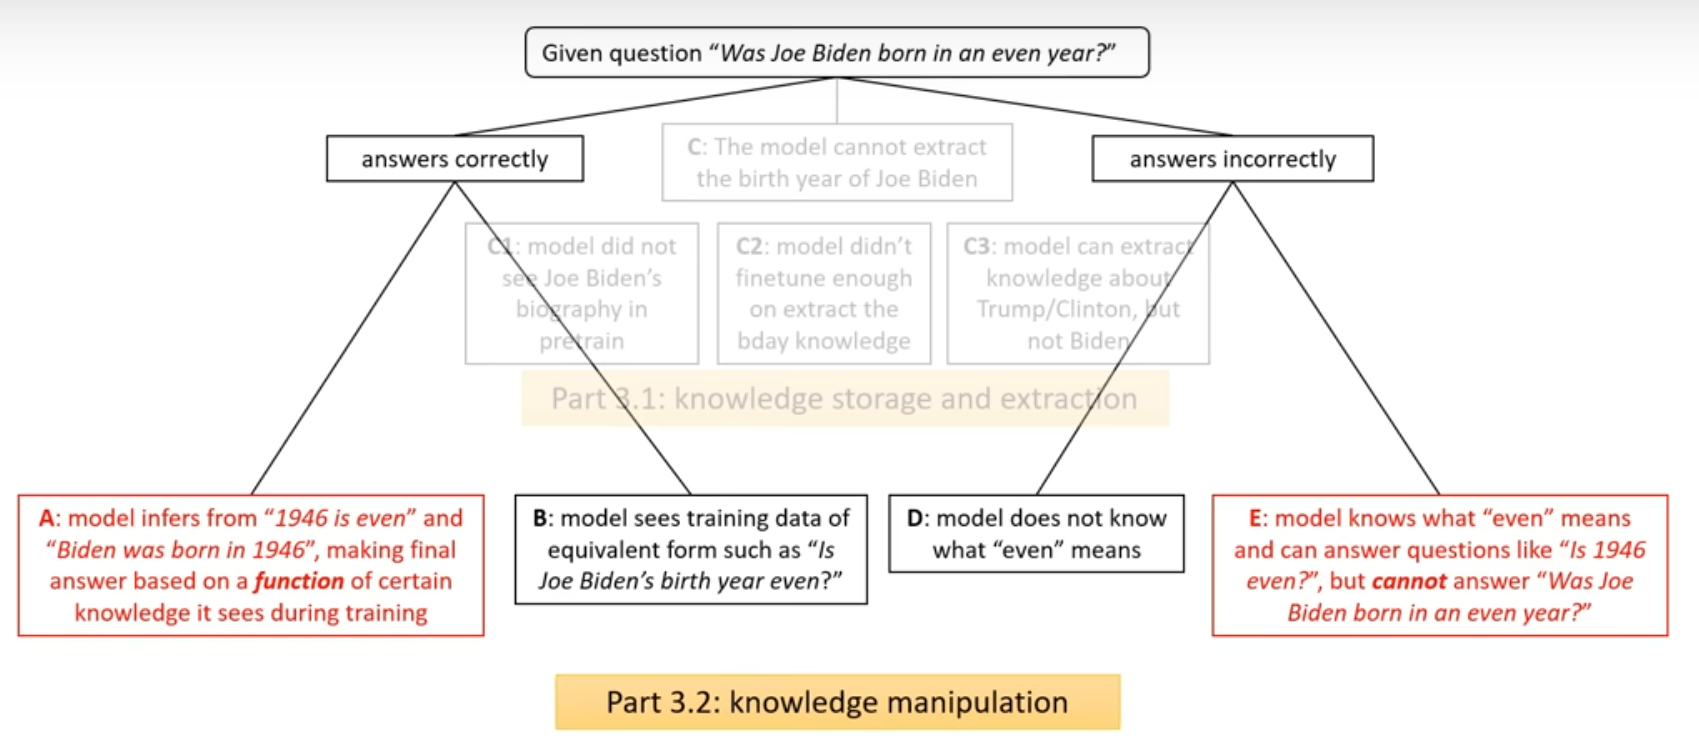 Given question “Was Joe Biden born in an even year?”
answers correctly
C: The model cannot extract
the birth year of Joe Biden
answers incorrectly
C1: model did not
see Joe Biden’s
biography in
pretrain
C2: model didn’t
finetune enough
on extract the
bday knowledge
C3: model can extract
knowledge about
Trump/Clinton, but
not Biden
Part 3.1: knowledge storage and extraction
A: model infers from “1946 is even” and
“Biden was born in 1946”, making final
answer based on a function of certain
knowledge it sees during training
B: model sees training data of
equivalent form such as “Is
Joe Biden’s birth year even?”
D: model does not know
what “even” means
E: model knows what “even” means
and can answer questions like “Is 1946
even?”, but cannot answer “Was Joe
Biden born in an even year?”
Part 3.2: knowledge manipulation